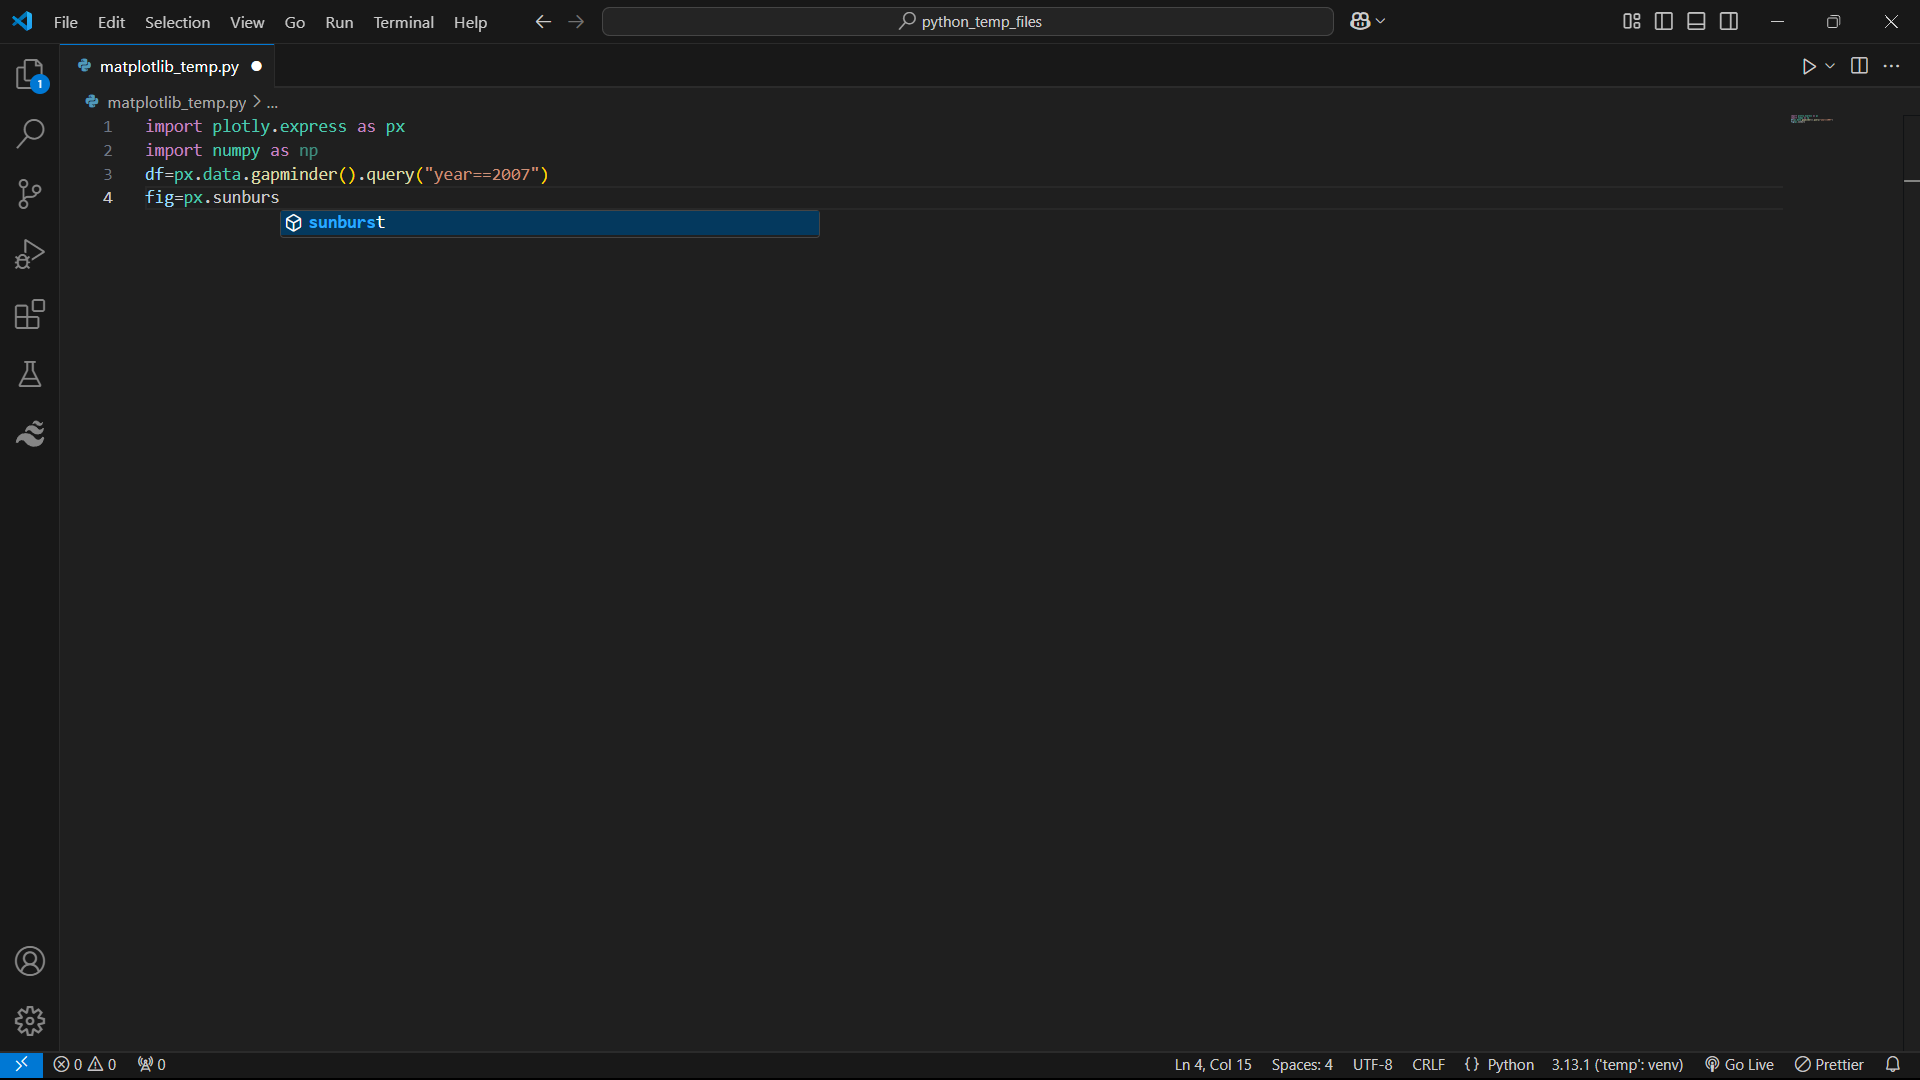 File Edit Selection View Go Run Terminal Help python_temp_files
matplotlib_temp.py
matplotlib_temp.py > ...
1 import plotly.express as px
2 import numpy as np
3 df=px.data.gapminder().query("year==2007")
4 fig=px.sunburs
sunburst
1
0 0 0 Ln 4, Col 15 Spaces: 4 UTF-8 CRLF {} Python 3.13.1 ('temp': venv) Go Live Prettier